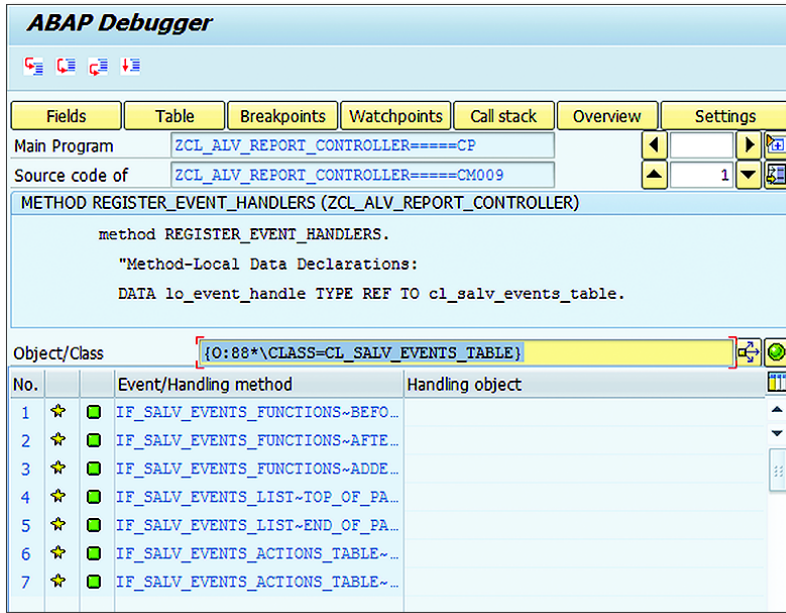 ABAP Debugger
Fields Table Breakpoints Watchpoints Call stack Overview Settings
Main Program ZCL_ALV_REPORT_CONTROLLER=====CP
Source code of ZCL_ALV_REPORT_CONTROLLER=====CM009 1
METHOD REGISTER_EVENT_HANDLERS (ZCL_ALV_REPORT_CONTROLLER)
method REGISTER_EVENT_HANDLERS.
"Method-Local Data Declarations:
DATA lo_event_handle TYPE REF TO cl_salv_events_table.
Object/Class {O:88*\CLASS=CL_SALV_EVENTS_TABLE}
No. Event/Handling method Handling object
1 IF_SALV_EVENTS_FUNCTIONS~BEFO…
2 IF_SALV_EVENTS_FUNCTIONS~AFTE…
3 IF_SALV_EVENTS_FUNCTIONS~ADDE…
4 IF_SALV_EVENTS_LIST~TOP_OF_PA…
5 IF_SALV_EVENTS_LIST~END_OF_PA…
6 IF_SALV_EVENTS_ACTIONS_TABLE~…
7 IF_SALV_EVENTS_ACTIONS_TABLE~…